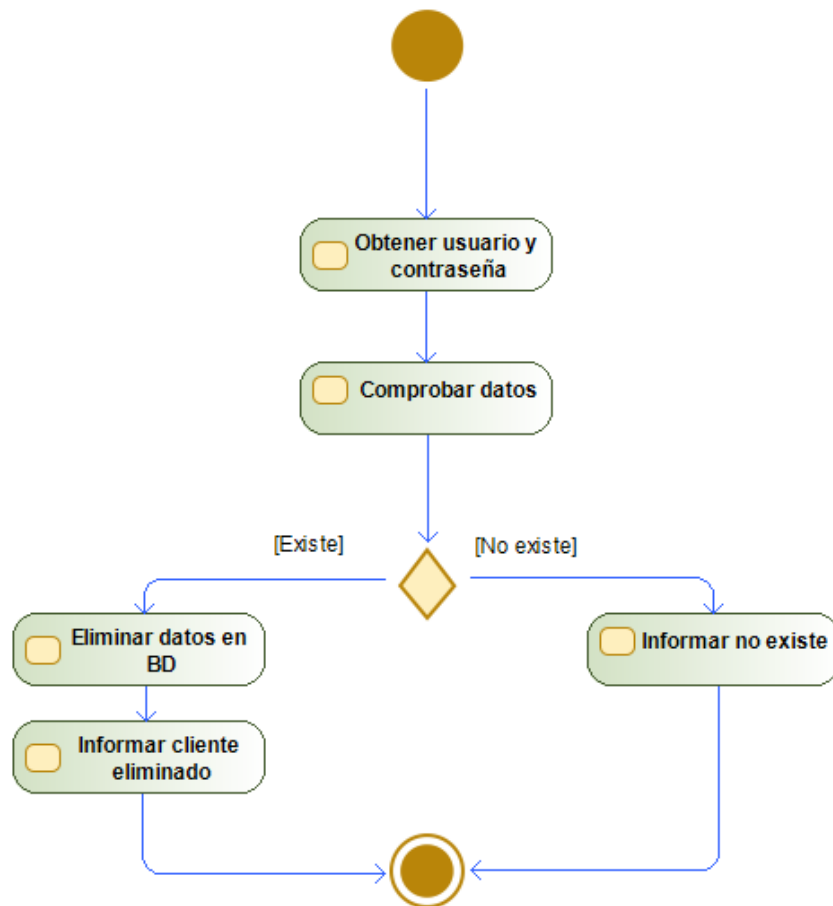 Obtener usuario y
contraseña
Comprobar datos
[Existe]
[No existe]
Eliminar datos en
BD
Informar no existe
Informar cliente
eliminado